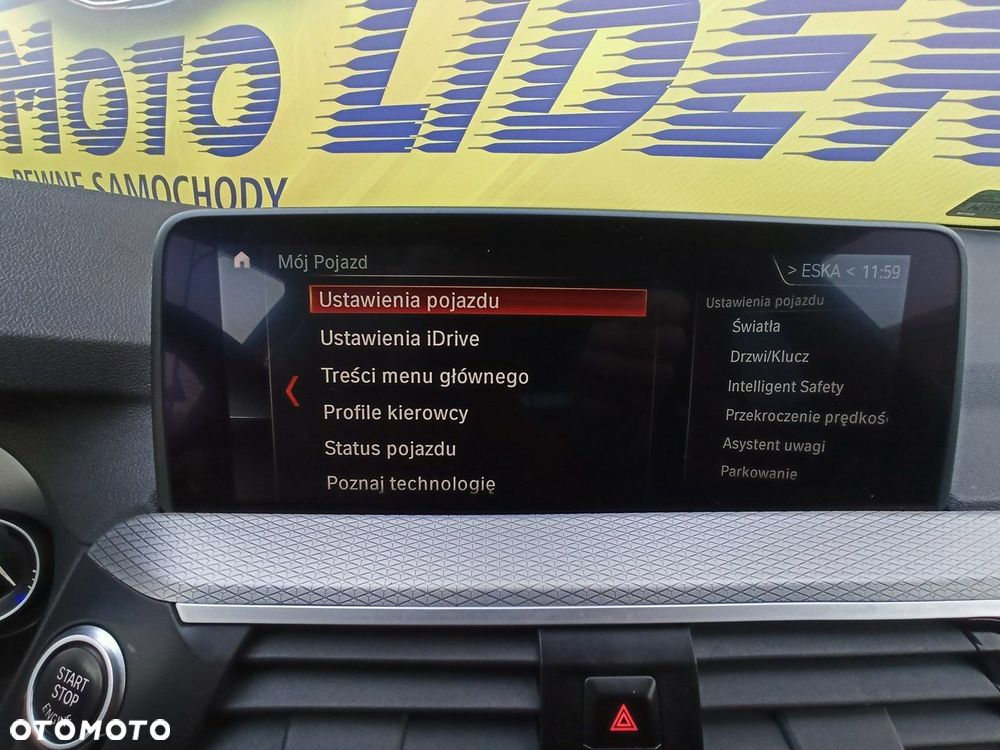 MOTO LIDER
PEWNE SAMOCHODY
Mój Pojazd
> ESKA < 11:59
Ustawienia pojazdu
Ustawienia iDrive
Treści menu głównego
Profile kierowcy
Status pojazdu
Poznaj technologię
Ustawienia pojazdu
Światła
Drzwi/Klucz
Intelligent Safety
Przekroczenie prędkoś
Asystent uwagi
Parkowanie
START
STOP
ENGINE
OTOMOTO